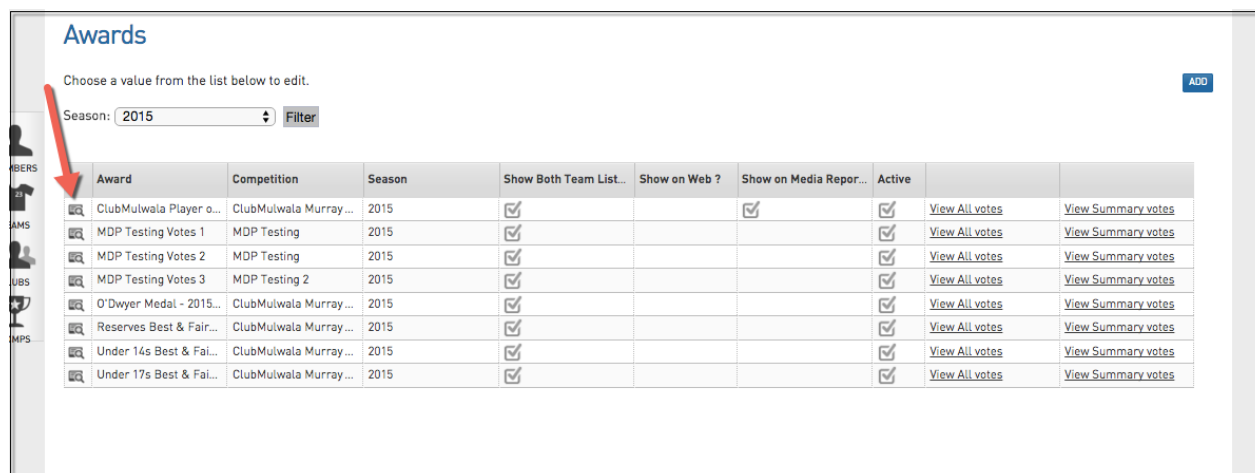 Awards
Choose a value from the list below to edit.
ADD
Season: 2015 Filter
MBERS
23
AMS
UBS
MPS
Award Competition Season Show Both Team List... Show on Web ? Show on Media Repor... Active
ClubMulwala Player o... ClubMulwala Murray... 2015 View All votes View Summary votes
MDP Testing Votes 1 MDP Testing 2015 View All votes View Summary votes
MDP Testing Votes 2 MDP Testing 2015 View All votes View Summary votes
MDP Testing Votes 3 MDP Testing 2 2015 View All votes View Summary votes
O'Dwyer Medal - 2015... ClubMulwala Murray... 2015 View All votes View Summary votes
Reserves Best & Fair... ClubMulwala Murray... 2015 View All votes View Summary votes
Under 14s Best & Fai... ClubMulwala Murray... 2015 View All votes View Summary votes
Under 17s Best & Fai... ClubMulwala Murray... 2015 View All votes View Summary votes